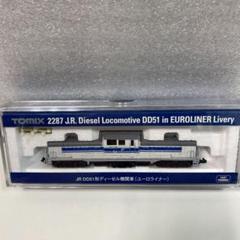 TOMIX 2287 J.R. Diesel Locomotive DD51 in EUROLINER Livery
JR DD51形ディーゼル機関車(ユーロライナー)